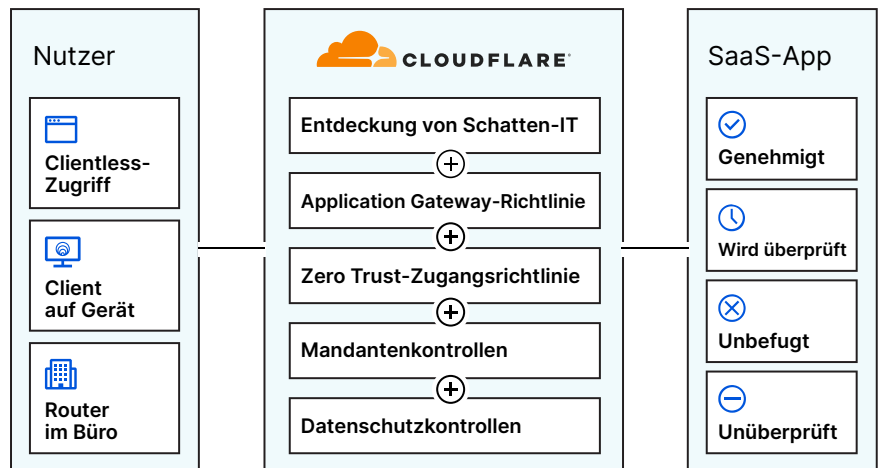 Nutzer
Clientless-
Zugriff
Client
auf Gerät
Router
im Büro
CLOUDFLARE
Entdeckung von Schatten-IT
Application Gateway-Richtlinie
Zero Trust-Zugangsrichtlinie
Mandantenkontrollen
Datenschutzkontrollen
SaaS-App
Genehmigt
Wird überprüft
Unbefugt
Unüberprüft